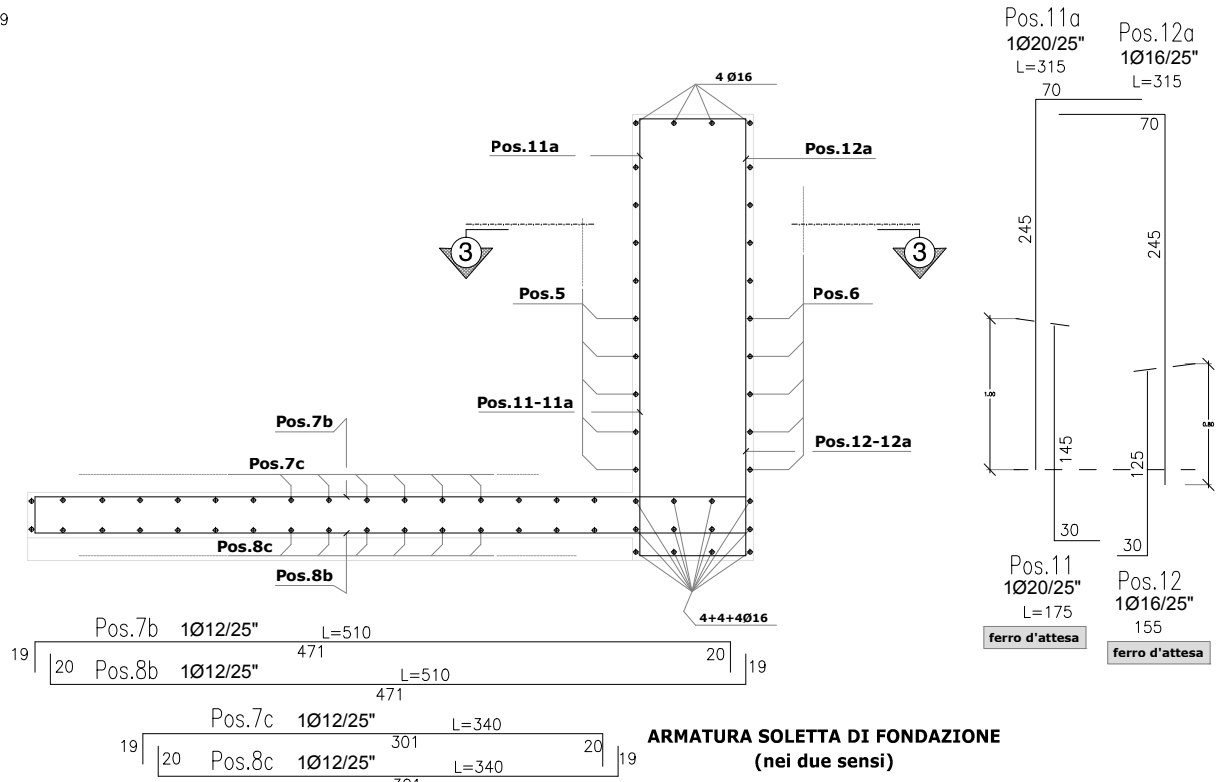 9
4 Ø16
Pos.11a
Pos.12a
3
3
Pos.5
Pos.6
Pos.11-11a
Pos.12-12a
Pos.7b
Pos.7c
Pos.8c
Pos.8b
4+4+4Ø16
Pos.11a
1Ø20/25"
L=315
70
Pos.12a
1Ø16/25"
L=315
70
245
245
1.00
0.80
145
125
30
30
Pos.11
1Ø20/25"
L=175
ferro d'attesa
Pos.12
1Ø16/25"
155
ferro d'attesa
Pos.7b 1Ø12/25" L=510
19 471 20
20 Pos.8b 1Ø12/25" L=510 19
471
Pos.7c 1Ø12/25" L=340
19 301 20
20 Pos.8c 1Ø12/25" L=340 19
301
ARMATURA SOLETTA DI FONDAZIONE
(nei due sensi)